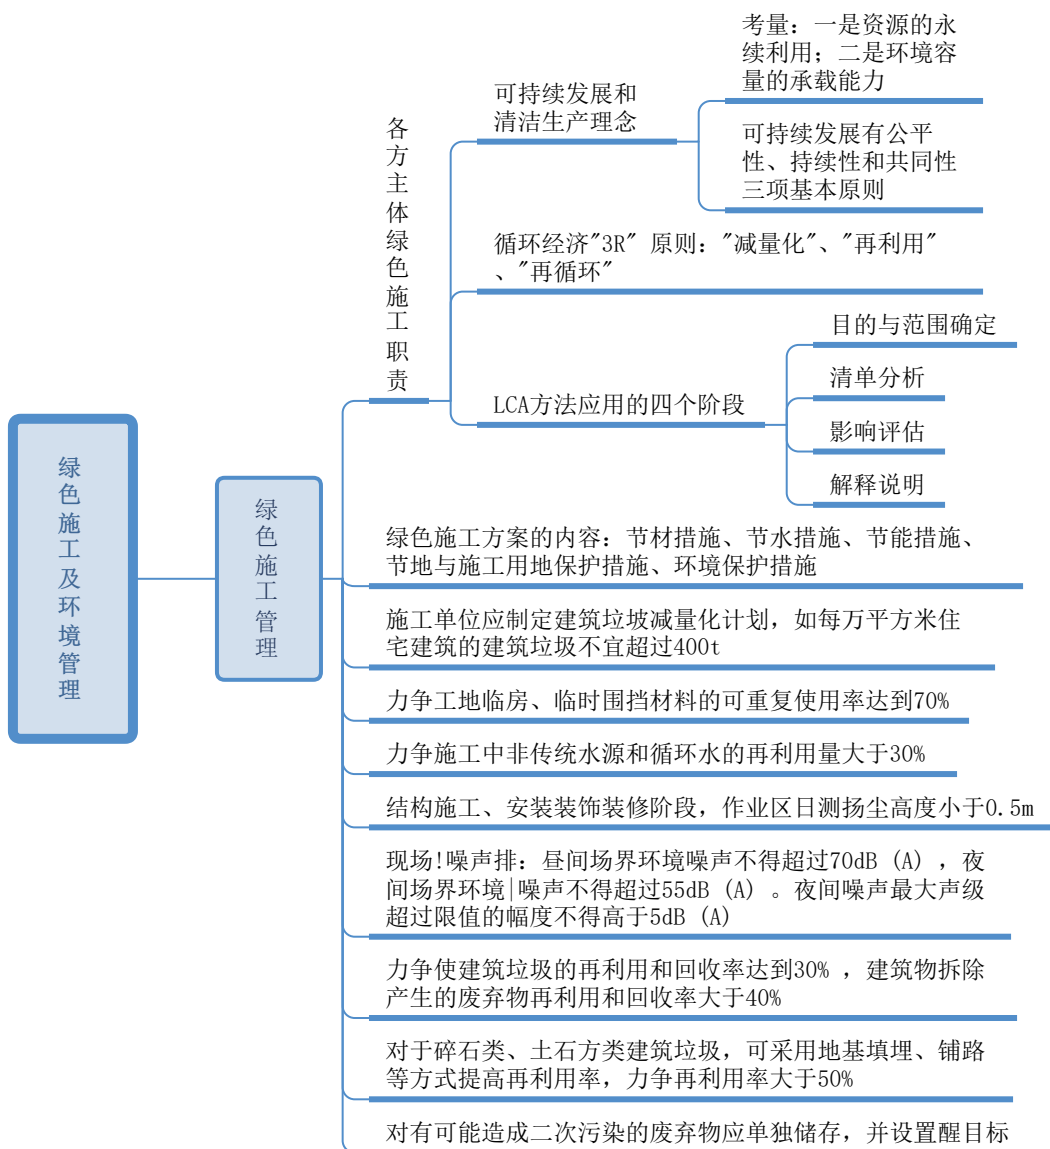 绿色施工及环境管理
绿色施工管理
各方主体绿色施工职责
可持续发展和
清洁生产理念
考量：一是资源的永
续利用；二是环境容
量的承载能力
可持续发展有公平
性、持续性和共同性
三项基本原则
循环经济"3R" 原则："减量化"、"再利用"
、"再循环"
LCA方法应用的四个阶段
目的与范围确定
清单分析
影响评估
解释说明
绿色施工方案的内容：节材措施、节水措施、节能措施、
节地与施工用地保护措施、环境保护措施
施工单位应制定建筑垃坡减量化计划，如每万平方米住
宅建筑的建筑垃圾不宜超过400t
力争工地临房、临时围挡材料的可重复使用率达到70%
力争施工中非传统水源和循环水的再利用量大于30%
结构施工、安装装饰装修阶段，作业区日测扬尘高度小于0.5m
现场!噪声排：昼间场界环境噪声不得超过70dB (A) ，夜
间场界环境|噪声不得超过55dB (A) 。夜间噪声最大声级
超过限值的幅度不得高于5dB (A)
力争使建筑垃圾的再利用和回收率达到30% ，建筑物拆除
产生的废弃物再利用和回收率大于40%
对于碎石类、土石方类建筑垃圾，可采用地基填埋、铺路
等方式提高再利用率，力争再利用率大于50%
对有可能造成二次污染的废弃物应单独储存，并设置醒目标